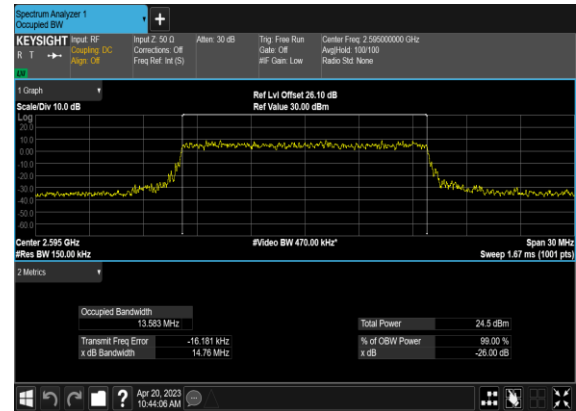 Spectrum Analyzer 1
Occupied BW
KEYSIGHT
R T
LXI
Input: RF
Coupling: DC
Align: Off
Input Z: 50 Ω
Corrections: Off
Freq Ref: Int (S)
Atten: 30 dB
Trig: Free Run
Gate: Off
#IF Gain: Low
Center Freq: 2.595000000 GHz
Avg|Hold: 100/100
Radio Std: None
1 Graph
Scale/Div 10.0 dB
Ref Lvl Offset 26.10 dB
Ref Value 30.00 dBm
Log
20.0
10.0
0.00
-10.0
-20.0
-30.0
-40.0
-50.0
-60.0
Center 2.595 GHz
#Res BW 150.00 kHz
#Video BW 470.00 kHz*
Span 30 MHz
Sweep 1.67 ms (1001 pts)
2 Metrics
Occupied Bandwidth
13.583 MHz
Transmit Freq Error -16.181 kHz
x dB Bandwidth 14.76 MHz
Total Power 24.5 dBm
% of OBW Power 99.00 %
x dB -26.00 dB
?
Apr 20, 2023
10:44:06 AM